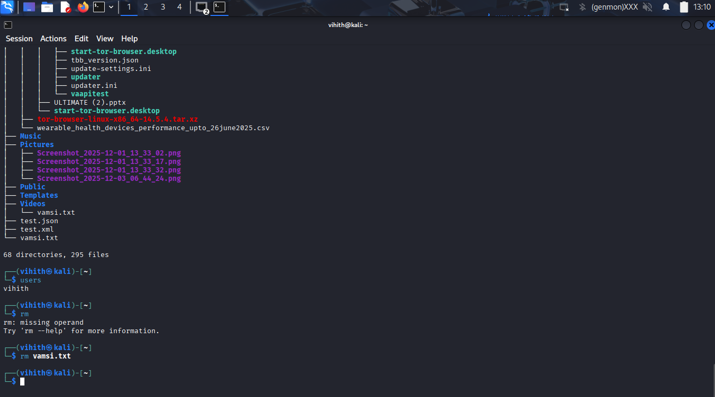 1 2 3 4 (genmon)XXX 13:10
vihith@kali: ~
Session Actions Edit View Help
│ │ │ ├── start-tor-browser.desktop
│ │ │ ├── tbb_version.json
│ │ │ ├── update-settings.ini
│ │ │ ├── updater
│ │ │ ├── updater.ini
│ │ │ └── vaapitest
│ │ ├── ULTIMATE (2).pptx
│ │ └── start-tor-browser.desktop
│ ├── tor-browser-linux-x86_64-14.5.4.tar.xz
│ └── wearable_health_devices_performance_upto_26june2025.csv
├── Music
├── Pictures
│ ├── Screenshot_2025-12-01_13_33_02.png
│ ├── Screenshot_2025-12-01_13_33_17.png
│ ├── Screenshot_2025-12-01_13_33_32.png
│ └── Screenshot_2025-12-03_06_44_24.png
├── Public
├── Templates
├── Videos
│ └── vamsi.txt
├── test.json
├── test.xml
└── vamsi.txt
68 directories, 295 files
┌──(vihith㉿kali)-[~]
└─$ users
vihith
┌──(vihith㉿kali)-[~]
└─$ rm
rm: missing operand
Try 'rm --help' for more information.
┌──(vihith㉿kali)-[~]
└─$ rm vamsi.txt
┌──(vihith㉿kali)-[~]
└─$